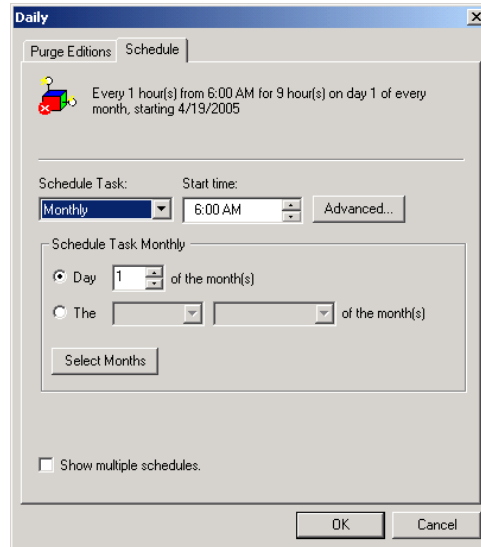 Daily
Purge Editions Schedule
Every 1 hour(s) from 6:00 AM for 9 hour(s) on day 1 of every
month, starting 4/19/2005
Schedule Task: Start time:
Monthly 6:00 AM Advanced...
Schedule Task Monthly
Day 1 of the month(s)
The of the month(s)
Select Months
Show multiple schedules.
OK Cancel